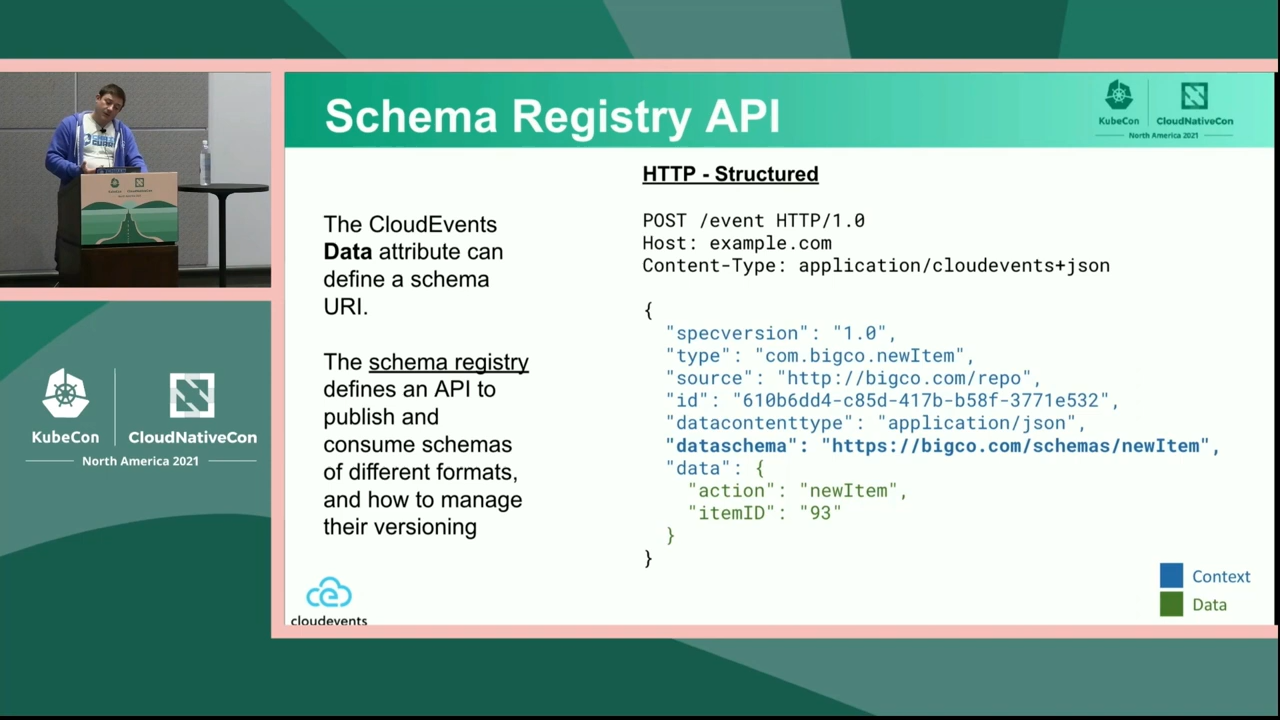 Schema Registry API
KubeCon
CloudNativeCon
North America 2021
The CloudEvents
Data attribute can
define a schema
URI.
The schema registry
defines an API to
publish and
consume schemas
of different formats,
and how to manage
their versioning
cloudevents
HTTP - Structured
POST /event HTTP/1.0
Host: example.com
Content-Type: application/cloudevents+json
{
"specversion": "1.0",
"type": "com.bigco.newItem",
"source": "http://bigco.com/repo",
"id": "610b6dd4-c85d-417b-b58f-3771e532",
"datacontenttype": "application/json",
"dataschema": "https://bigco.com/schemas/newItem",
"data": {
"action": "newItem",
"itemID": "93"
}
}
Context
Data
KubeCon
CloudNativeCon
North America 2021